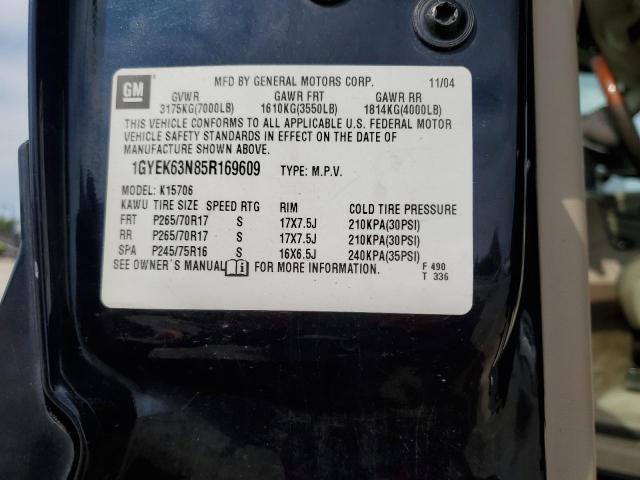 GM
MFD BY GENERAL MOTORS CORP. 11/04
GVWR GAWR FRT GAWR RR
3175KG(7000LB) 1610KG(3550LB) 1814KG(4000LB)
THIS VEHICLE CONFORMS TO ALL APPLICABLE U.S. FEDERAL MOTOR
VEHICLE SAFETY STANDARDS IN EFFECT ON THE DATE OF
MANUFACTURE SHOWN ABOVE.
1GYEK63N85R169609 TYPE: M.P.V.
MODEL: K15706
KAWU TIRE SIZE SPEED RTG RIM COLD TIRE PRESSURE
FRT P265/70R17 S 17X7.5J 210KPA(30PSI)
RR P265/70R17 S 17X7.5J 210KPA(30PSI)
SPA P245/75R16 S 16X6.5J 240KPA(35PSI)
SEE OWNER'S MANUAL i FOR MORE INFORMATION. F 490
T 336